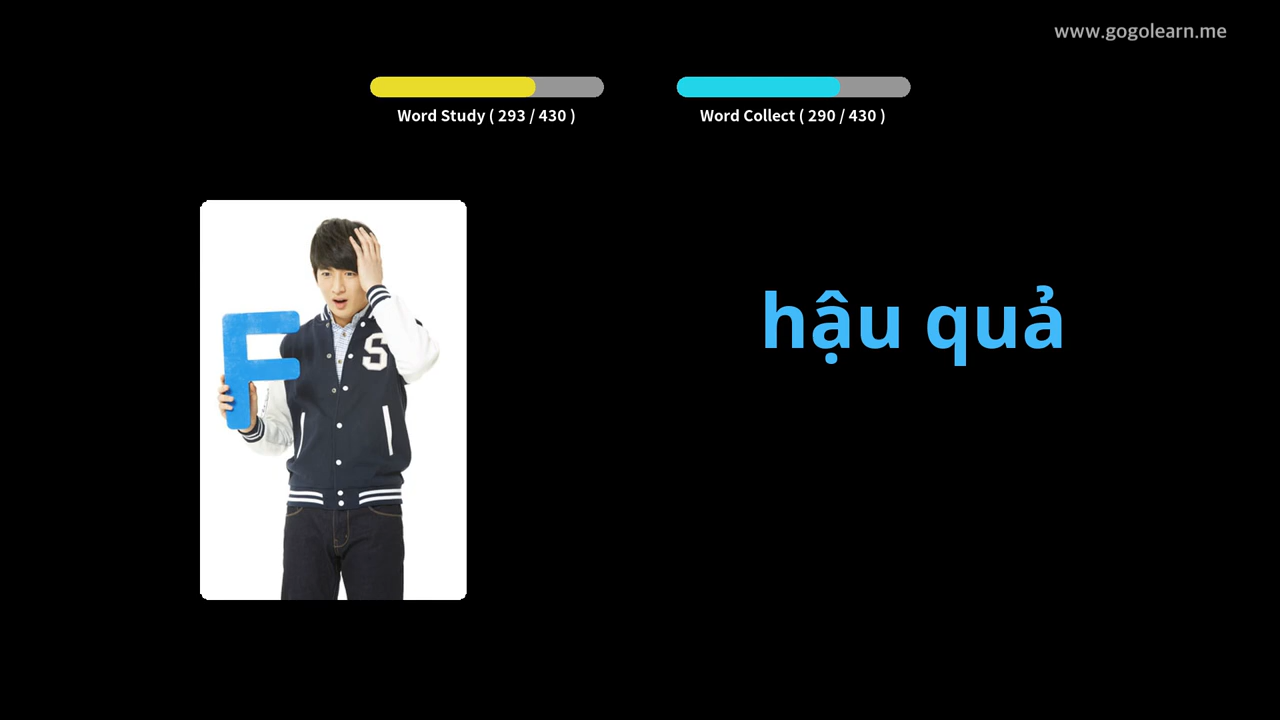 www.gogolearn.me
Word Study ( 293 / 430 )
Word Collect ( 290 / 430 )
F
S
hậu quả